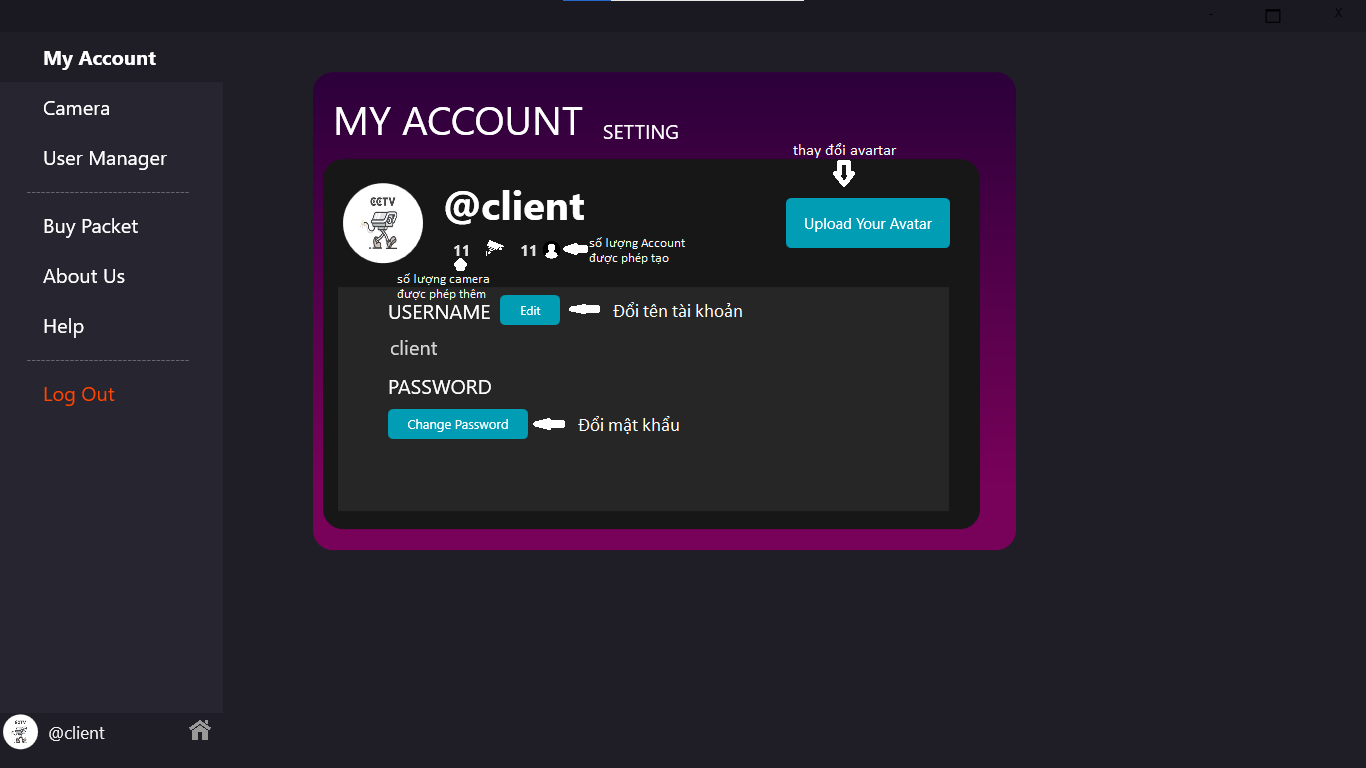 -
X
My Account
Camera
User Manager
Buy Packet
About Us
Help
Log Out
CCTV
@client
MY ACCOUNT
SETTING
thay đổi avartar
CCTV
@client
Upload Your Avatar
11
11
số lượng Account
được phép tạo
số lượng camera
được phép thêm
USERNAME
Edit
Đổi tên tài khoản
client
PASSWORD
Change Password
Đổi mật khẩu